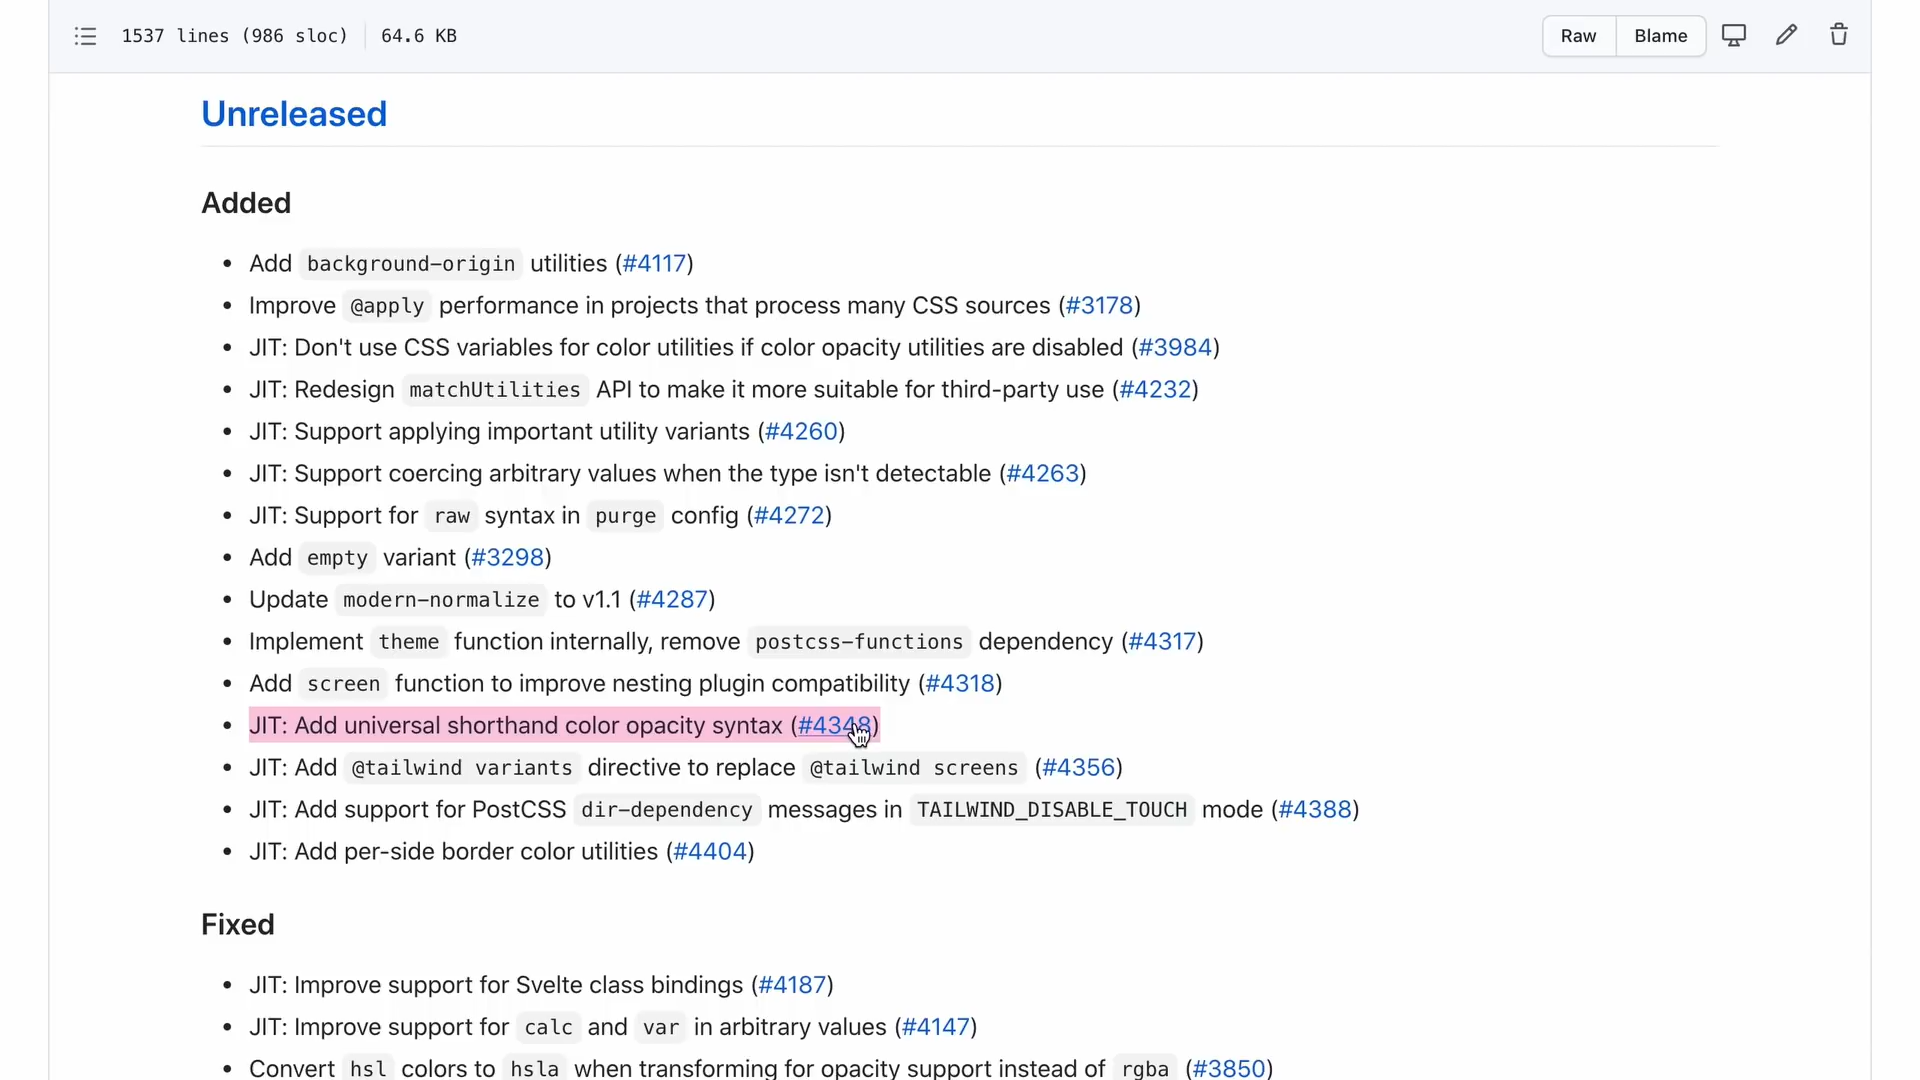 1537 lines (986 sloc) 64.6 KB Raw Blame
Unreleased
Added
Add background-origin utilities (#4117)
Improve @apply performance in projects that process many CSS sources (#3178)
JIT: Don't use CSS variables for color utilities if color opacity utilities are disabled (#3984)
JIT: Redesign matchUtilities API to make it more suitable for third-party use (#4232)
JIT: Support applying important utility variants (#4260)
JIT: Support coercing arbitrary values when the type isn't detectable (#4263)
JIT: Support for raw syntax in purge config (#4272)
Add empty variant (#3298)
Update modern-normalize to v1.1 (#4287)
Implement theme function internally, remove postcss-functions dependency (#4317)
Add screen function to improve nesting plugin compatibility (#4318)
JIT: Add universal shorthand color opacity syntax (#4348)
JIT: Add @tailwind variants directive to replace @tailwind screens (#4356)
JIT: Add support for PostCSS dir-dependency messages in TAILWIND_DISABLE_TOUCH mode (#4388)
JIT: Add per-side border color utilities (#4404)
Fixed
JIT: Improve support for Svelte class bindings (#4187)
JIT: Improve support for calc and var in arbitrary values (#4147)
Convert hsl colors to hsla when transforming for opacity support instead of rgba (#3850)